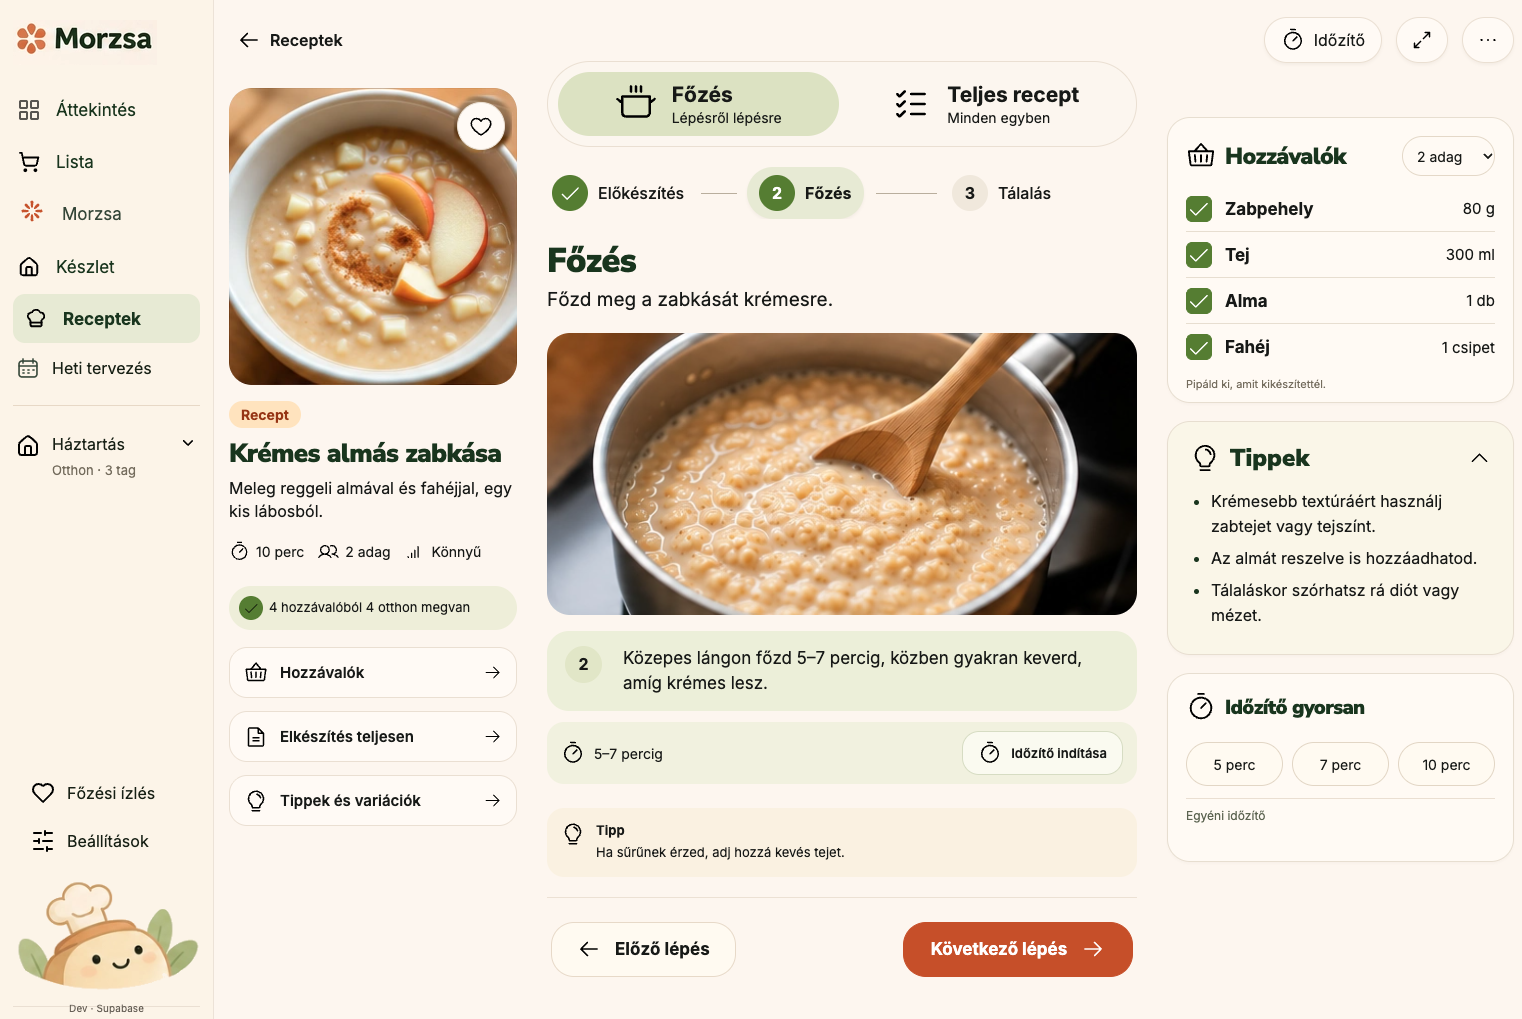 Morzsa
Áttekintés
Lista
Morzsa
Készlet
Receptek
Heti tervezés
Háztartás
Otthon · 3 tag
Főzési ízlés
Beállítások
Dev · Supabase
Receptek
Recept
Krémes almás zabkása
Meleg reggeli almával és fahéjjal, egy
kis lábosból.
10 perc
2 adag
Könnyű
4 hozzávalóból 4 otthon megvan
Hozzávalók
Elkészítés teljesen
Tippek és variációk
Főzés
Lépésről lépésre
Teljes recept
Minden egyben
Előkészítés
2 Főzés
3 Tálalás
Főzés
Főzd meg a zabkását krémesre.
2
Közepes lángon főzd 5–7 percig, közben gyakran keverd,
amíg krémes lesz.
5–7 percig
Időzítő indítása
Tipp
Ha sűrűnek érzed, adj hozzá kevés tejet.
Előző lépés
Következő lépés
Időzítő
Hozzávalók
2 adag
Zabpehely 80 g
Tej 300 ml
Alma 1 db
Fahéj 1 csipet
Pipáld ki, amit kikészítettél.
Tippek
• Krémesebb textúráért használj
zabtejet vagy tejszínt.
• Az almát reszelve is hozzáadhatod.
• Tálaláskor szórhatsz rá diót vagy
mézet.
Időzítő gyorsan
5 perc
7 perc
10 perc
Egyéni időzítő